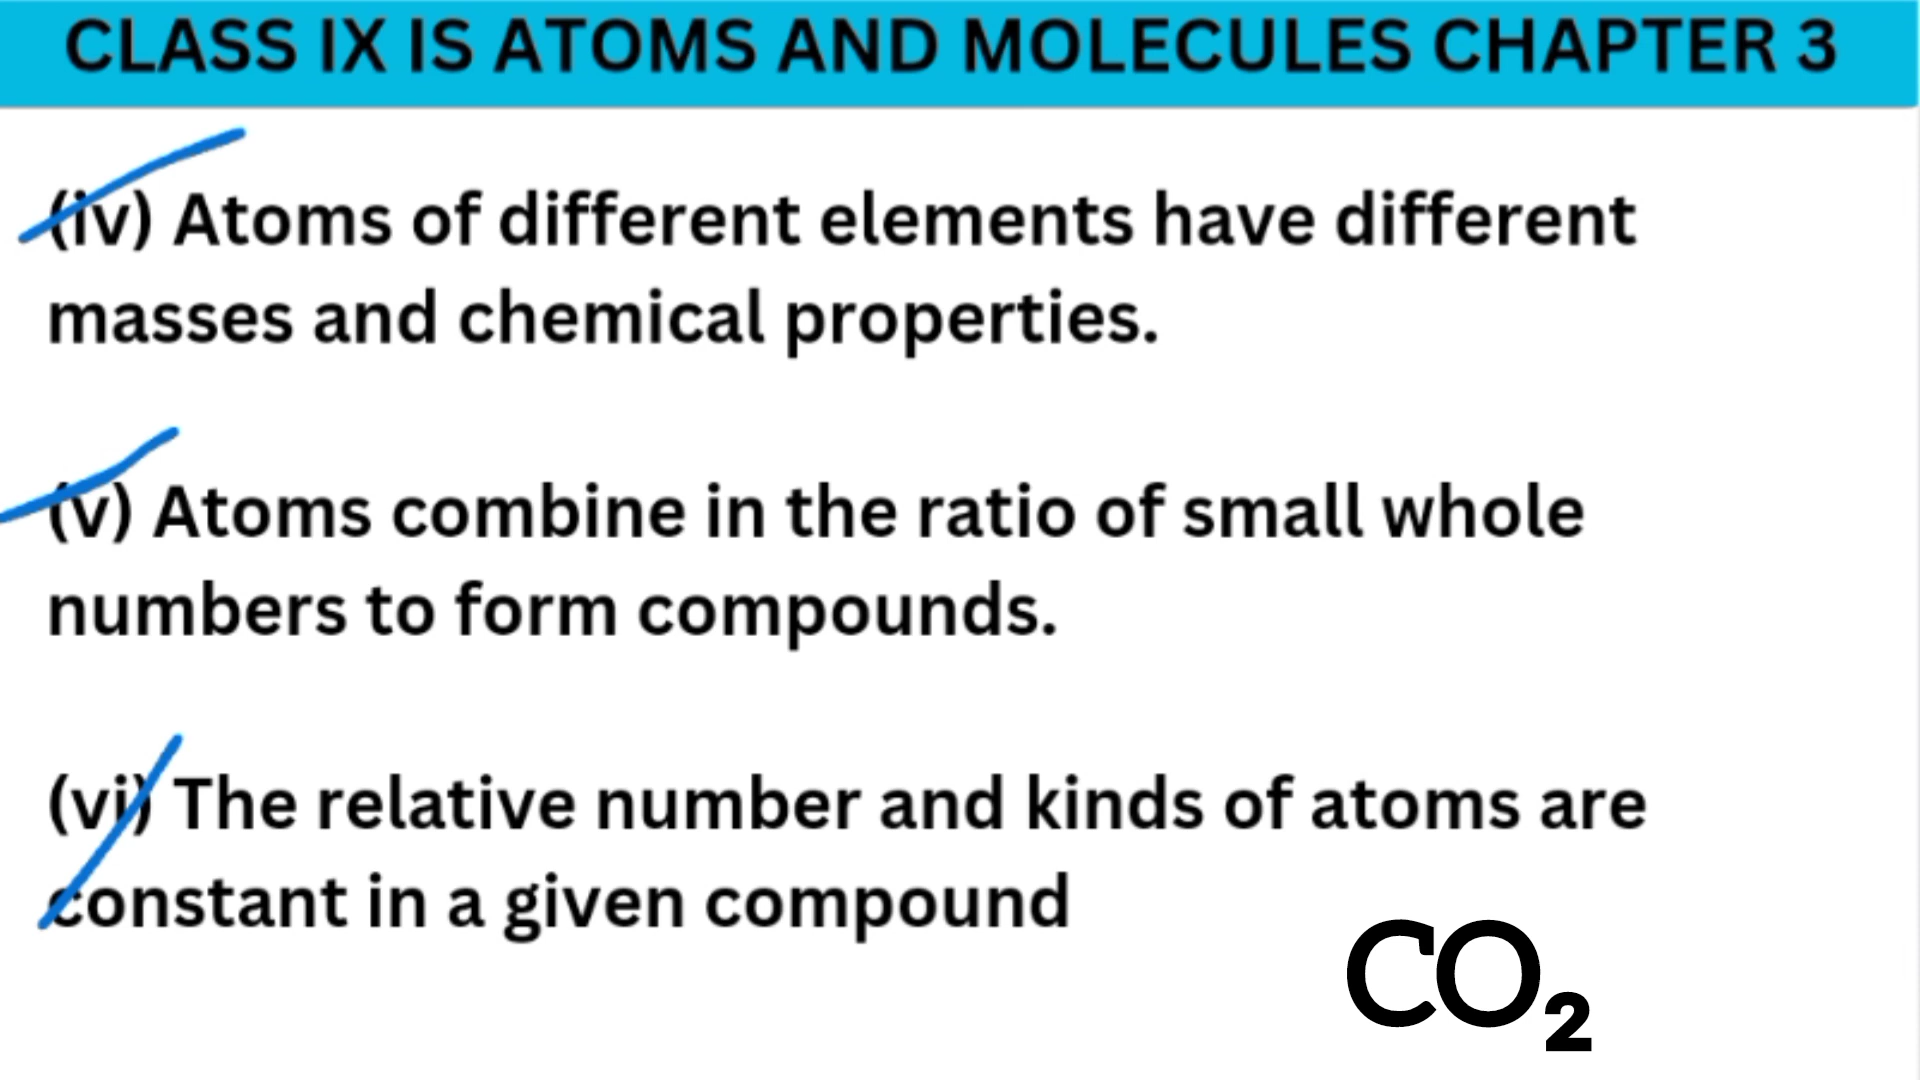 CLASS IX IS ATOMS AND MOLECULES CHAPTER 3
(iv) Atoms of different elements have different
masses and chemical properties.
(v) Atoms combine in the ratio of small whole
numbers to form compounds.
(vi) The relative number and kinds of atoms are
constant in a given compound
CO₂